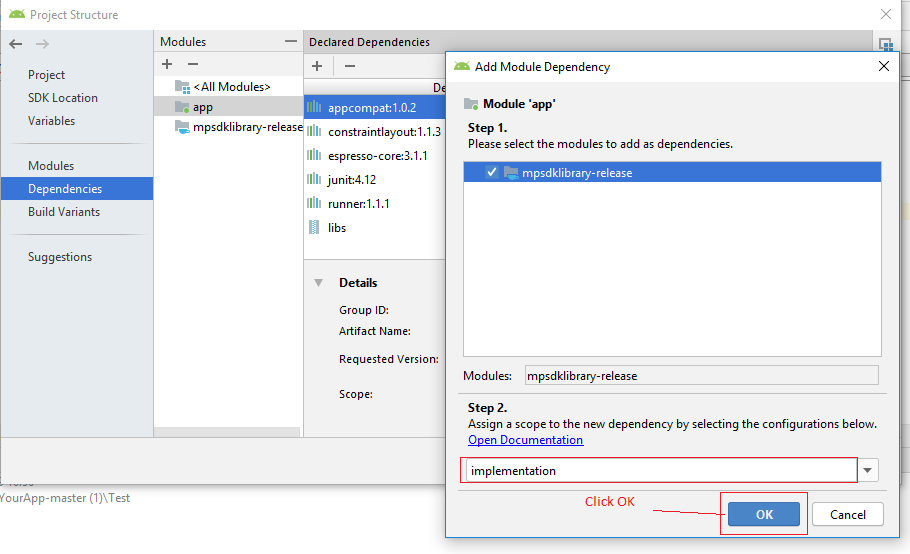 Project Structure
Project
SDK Location
Variables
Modules
Dependencies
Build Variants
Suggestions
Modules
<All Modules>
app
mpsdklibrary-release
Declared Dependencies
De
appcompat:1.0.2
constraintlayout:1.1.3
espresso-core:3.1.1
junit:4.12
runner:1.1.1
libs
Details
Group ID:
Artifact Name:
Requested Version:
Scope:
Add Module Dependency
Module 'app'
Step 1.
Please select the modules to add as dependencies.
mpsdklibrary-release
Modules: mpsdklibrary-release
Step 2.
Assign a scope to the new dependency by selecting the configurations below.
Open Documentation
implementation
Click OK
OK Cancel
YourApp-master (1)\Test